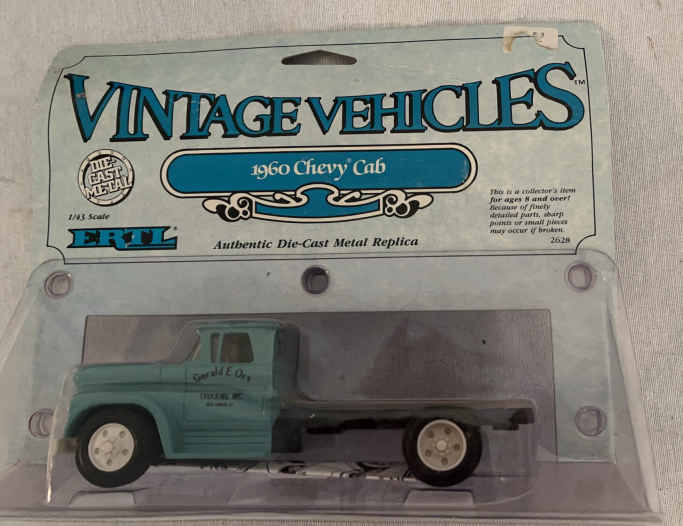 VINTAGE VEHICLES™
1960 Chevy® Cab
DIE-
CAST
METAL
1/43 Scale
ERTL®
Authentic Die-Cast Metal Replica
This is a collector's item
for ages 8 and over!
Because of finely
detailed parts, sharp
points or small pieces
may occur if broken.
2628
Gerald E. Ory
TRUCKING, INC.